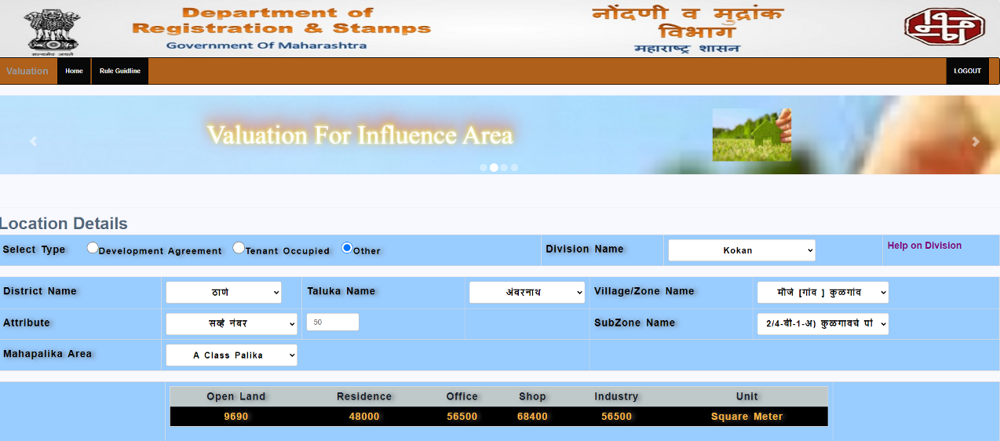 Department of
Registration & Stamps
Government Of Maharashtra
सत्यमेव जयते
नोंदणी व मुद्रांक
विभाग
महाराष्ट्र शासन
Valuation Home Rule Guidline LOGOUT
Valuation For Influence Area
Location Details
Select Type Development Agreement Tenant Occupied Other Division Name Kokan Help on Division
District Name ठाणे Taluka Name अंबरनाथ Village/Zone Name मौजे [गांव ] कुळगांव
Attribute सर्व्हे नंबर 50 SubZone Name 2/4-बी-1-अ) कुळगावचे पां
Mahapalika Area A Class Palika
Open Land Residence Office Shop Industry Unit
9690 48000 56500 68400 56500 Square Meter